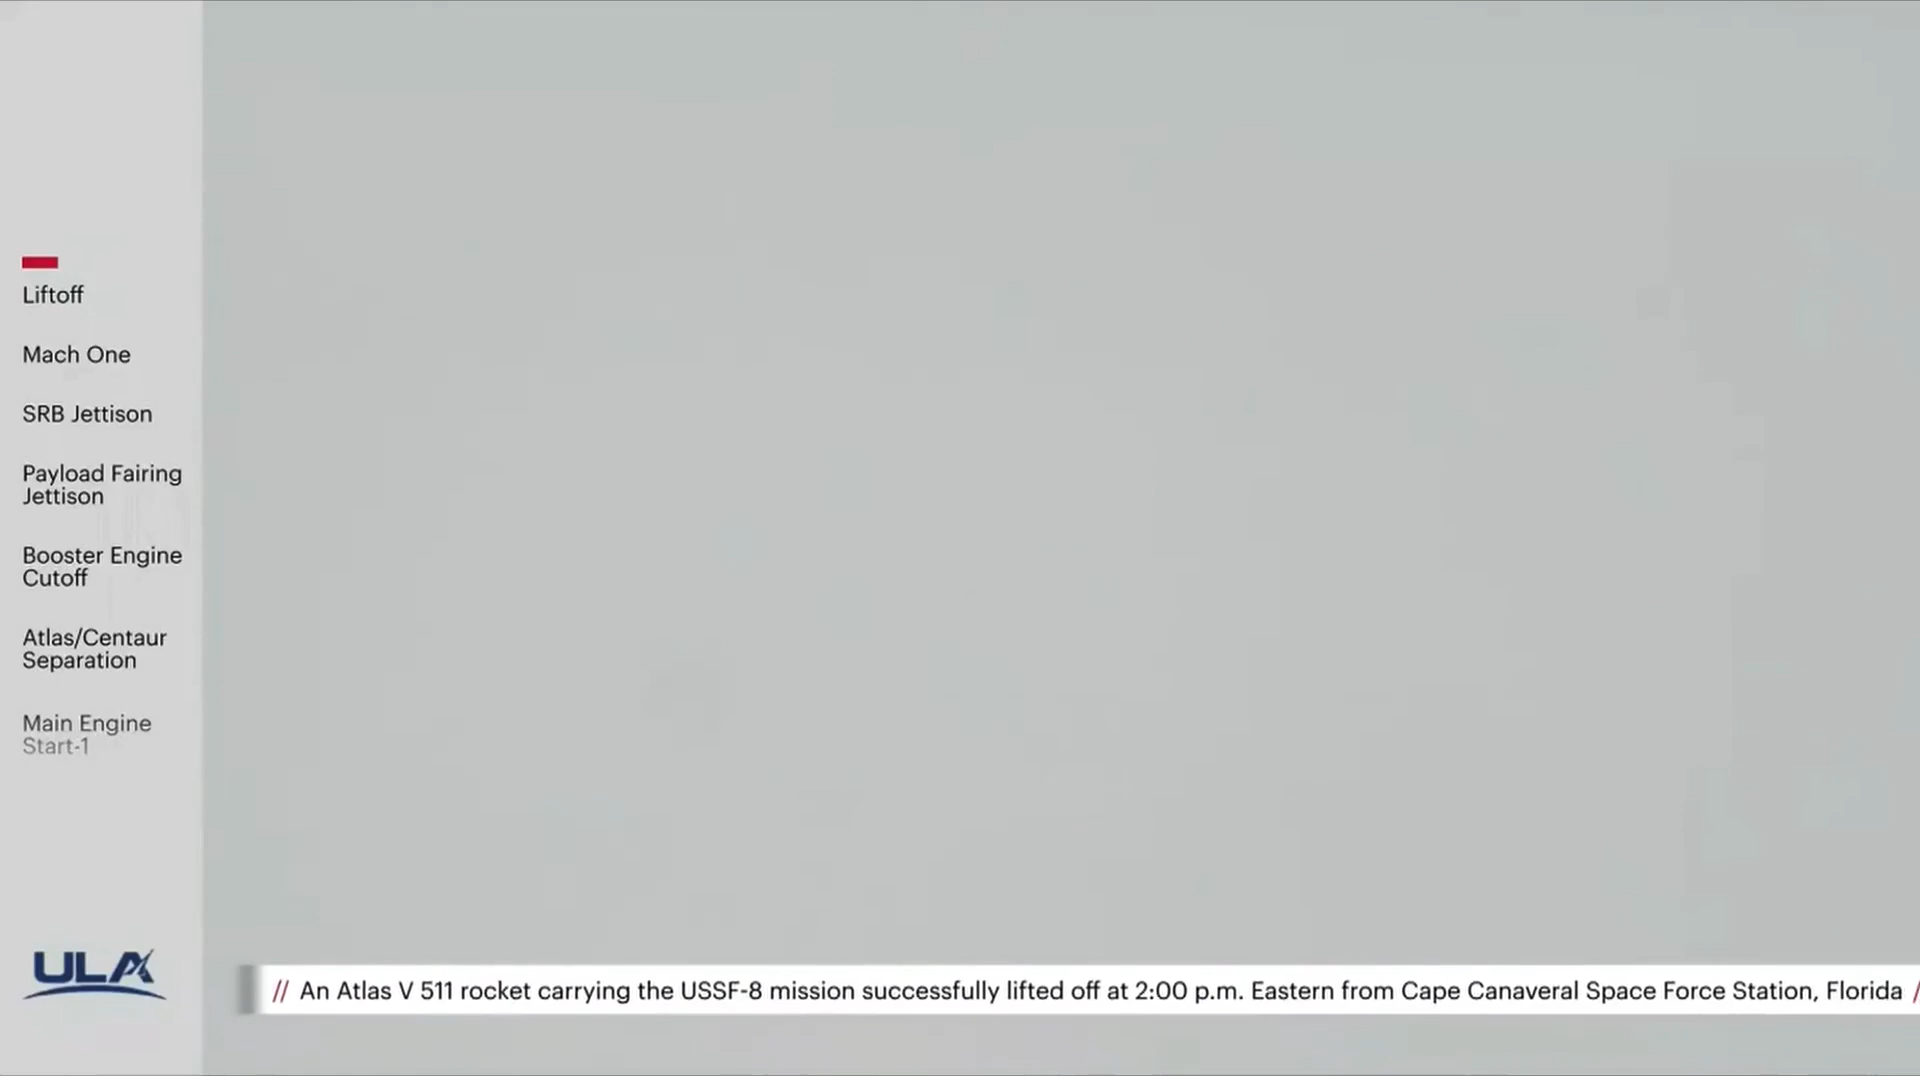 Liftoff
Mach One
SRB Jettison
Payload Fairing
Jettison
Booster Engine
Cutoff
Atlas/Centaur
Separation
Main Engine
Start-1
ULA
// An Atlas V 511 rocket carrying the USSF-8 mission successfully lifted off at 2:00 p.m. Eastern from Cape Canaveral Space Force Station, Florida /